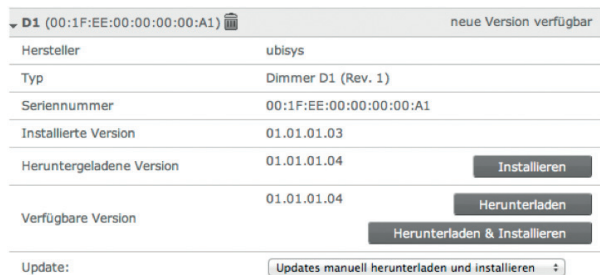 D1 (00:1F:EE:00:00:00:00:A1) neue Version verfügbar
Hersteller ubisys
Typ Dimmer D1 (Rev. 1)
Seriennummer 00:1F:EE:00:00:00:00:A1
Installierte Version 01.01.01.03
Heruntergeladene Version 01.01.01.04 Installieren
Verfügbare Version 01.01.01.04 Herunterladen
Herunterladen & Installieren
Update: Updates manuell herunterladen und installieren